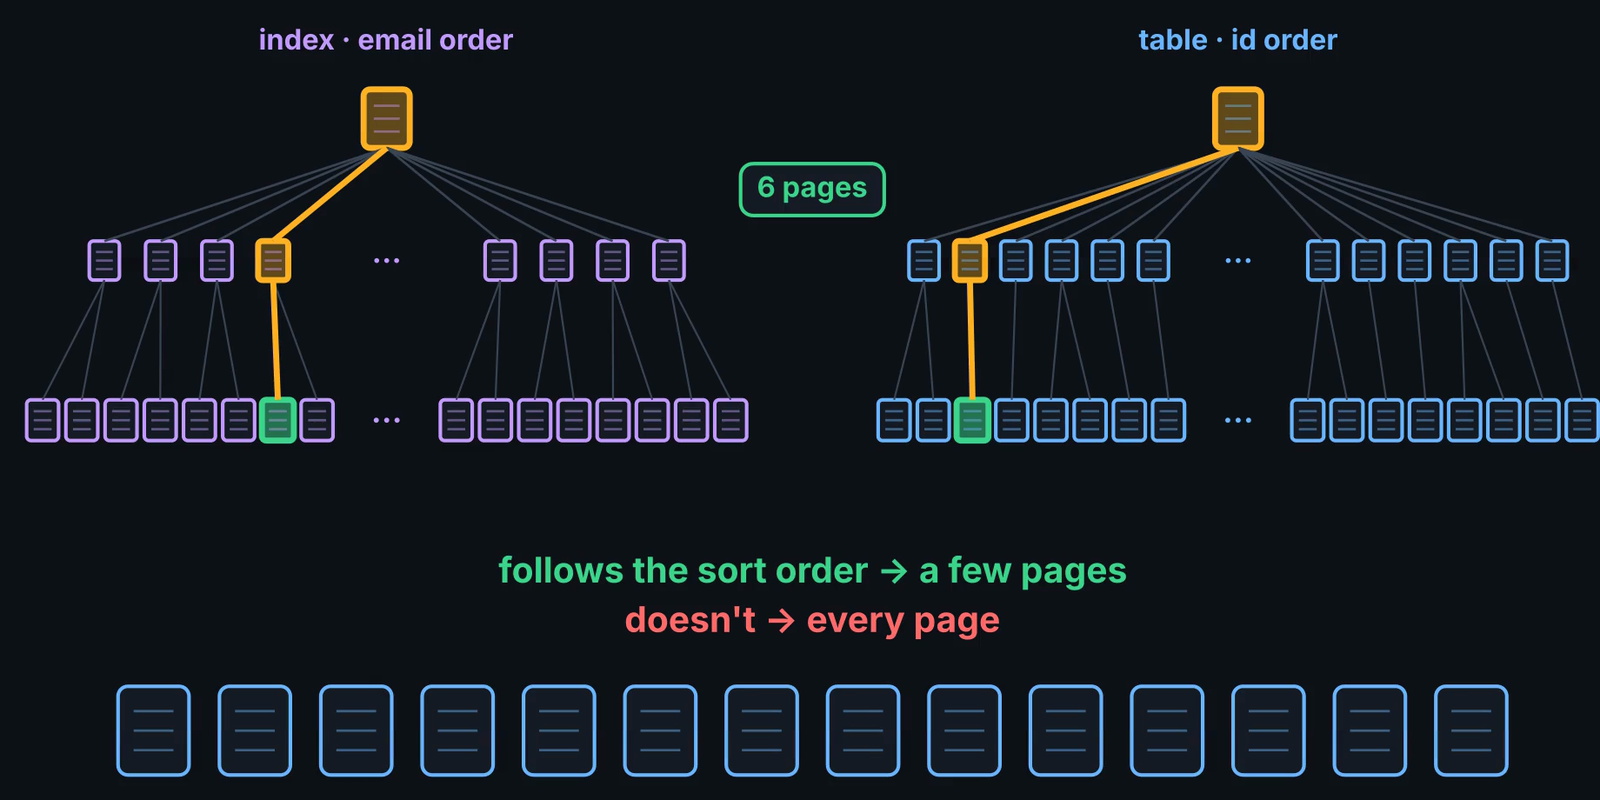 index · email order
table · id order
6 pages
...
...
...
...
follows the sort order → a few pages
doesn't → every page